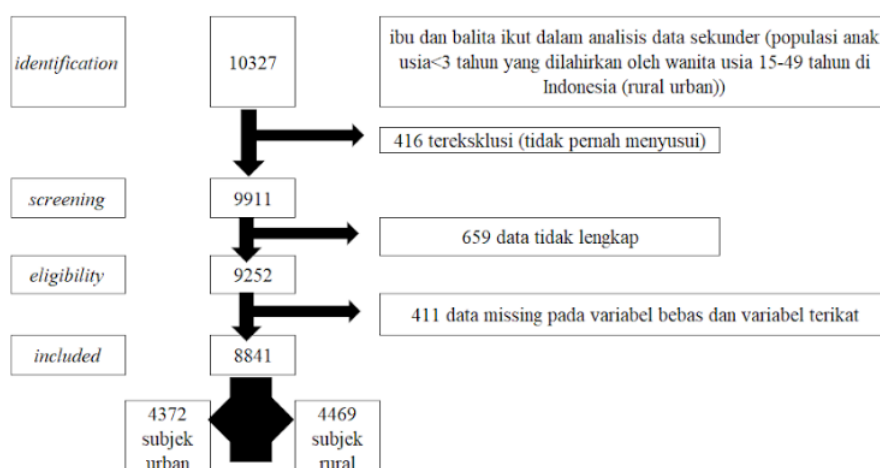 identification
10327
ibu dan balita ikut dalam analisis data sekunder (populasi anak
usia<3 tahun yang dilahirkan oleh wanita usia 15-49 tahun di
Indonesia (rural urban))
416 tereksklusi (tidak pernah menyusui)
screening
9911
659 data tidak lengkap
eligibility
9252
411 data missing pada variabel bebas dan variabel terikat
included
8841
4372
subjek
urban
4469
subjek
rural